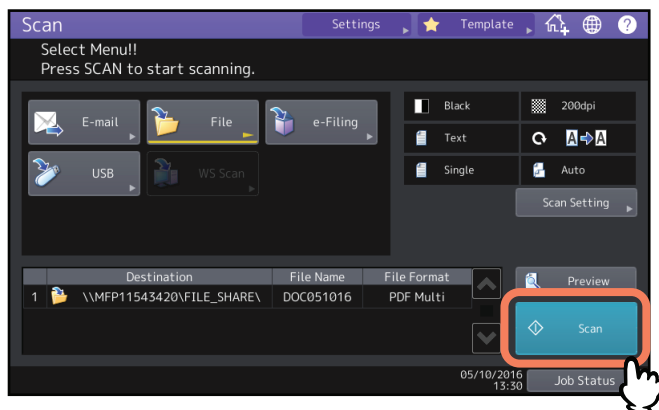 Scan Settings Template ?
Select Menu!!
Press SCAN to start scanning.
E-mail File e-Filing
USB WS Scan
Black 200dpi
Text A A
Single Auto
Scan Setting
Destination File Name File Format
1 \\MFP11543420\FILE_SHARE\ DOC051016 PDF Multi
Preview
Scan
05/10/2016
13:30
Job Status